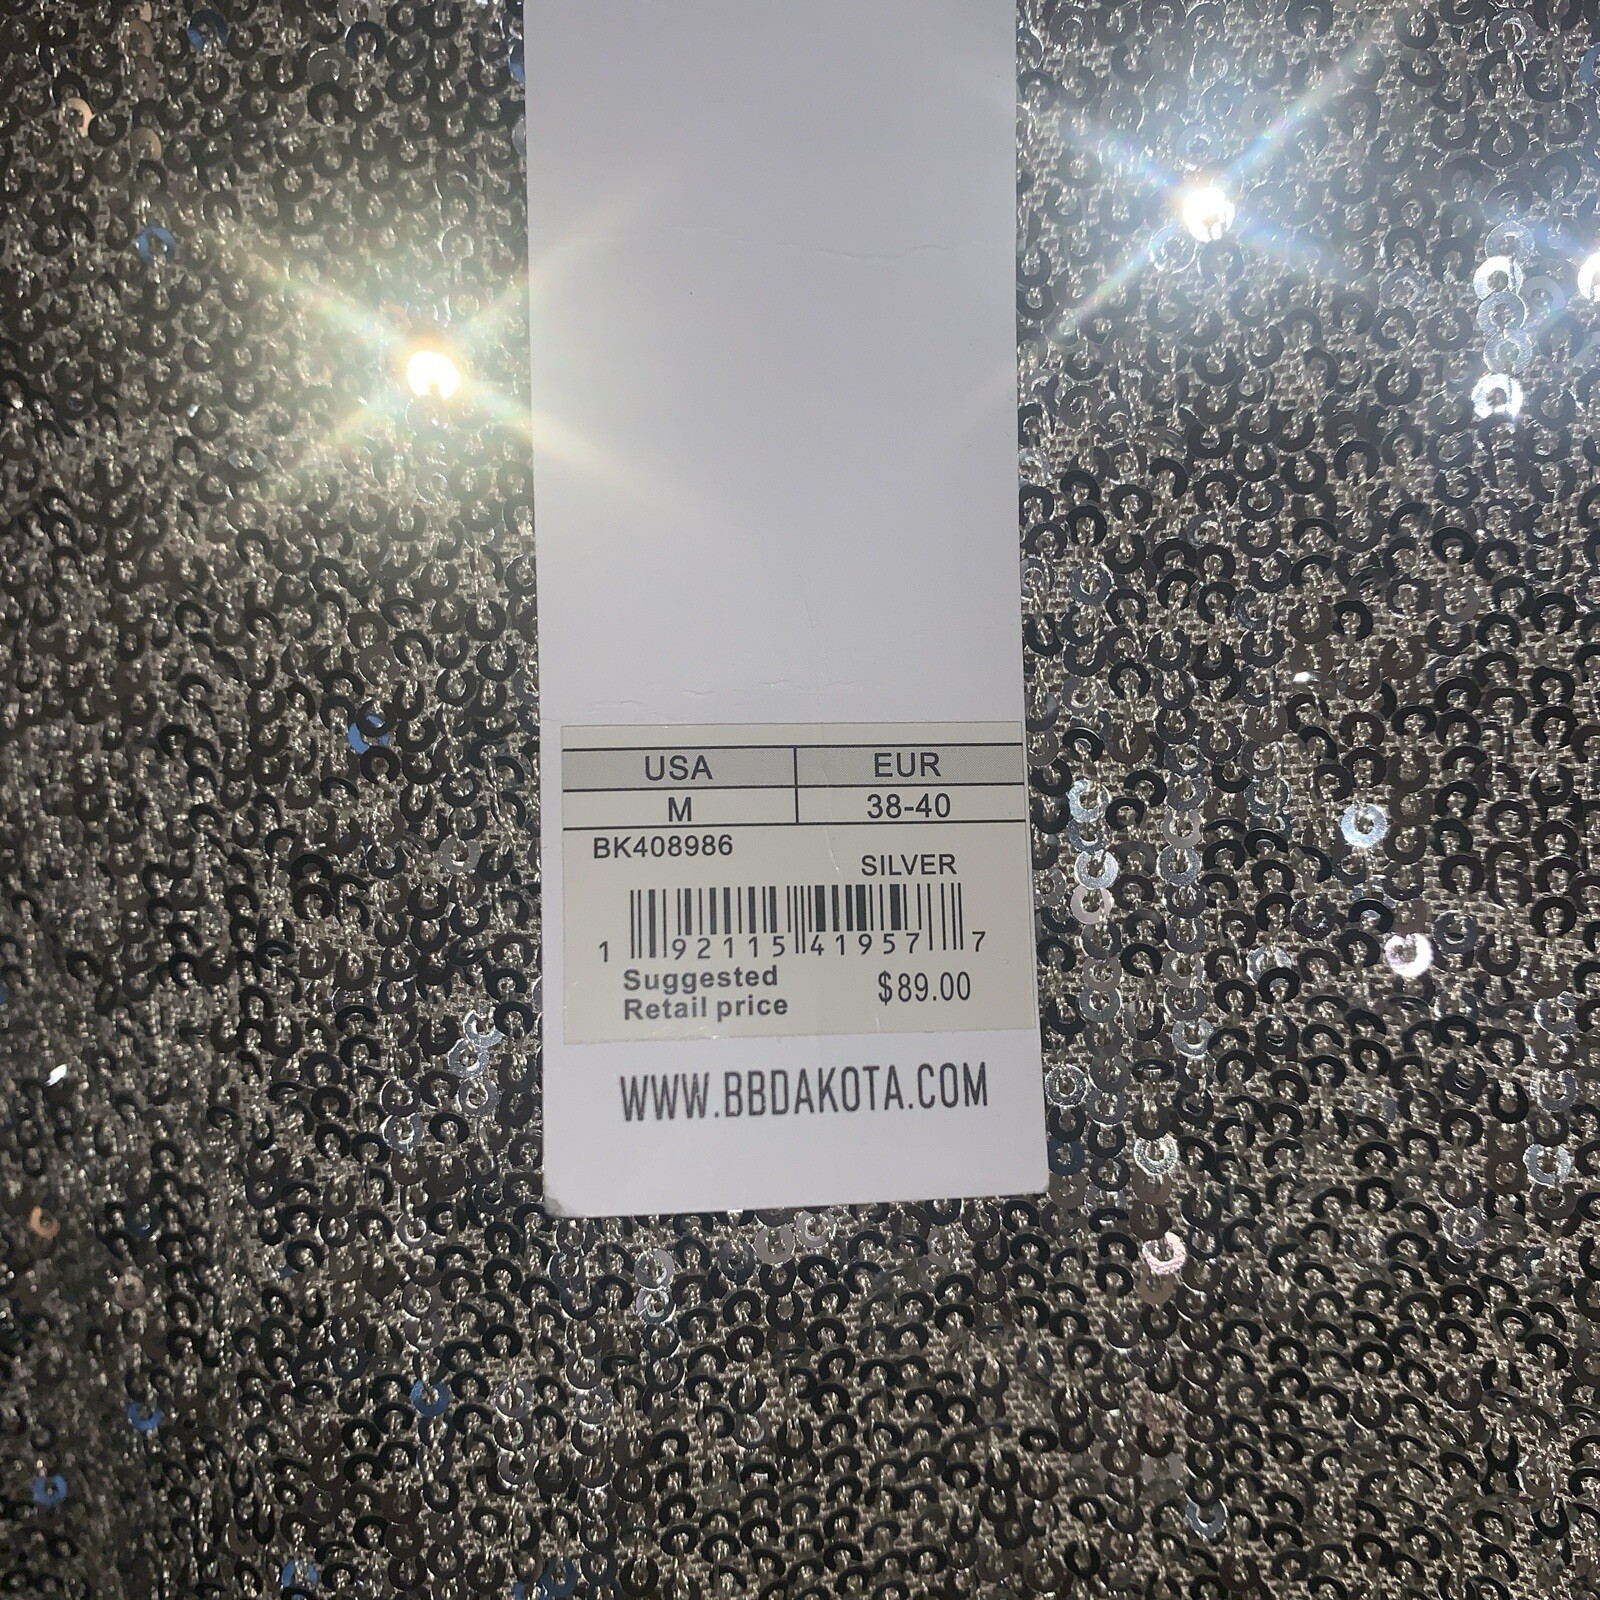 USA EUR
M 38-40
BK408986
SILVER
1 92115 41957 7
Suggested
Retail price $89.00
WWW.BBDAKOTA.COM